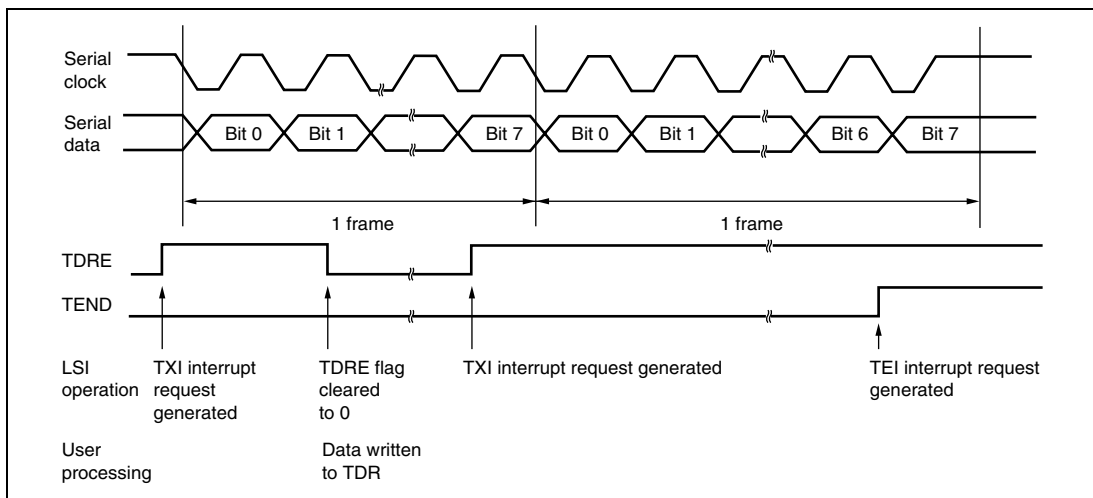 Serial
clock
Serial
data
Bit 0
Bit 1
Bit 7
Bit 0
Bit 1
Bit 6
Bit 7
1 frame
1 frame
TDRE
TEND
LSI
operation
TXI interrupt
request
generated
TDRE flag
cleared
to 0
TXI interrupt request generated
TEI interrupt request
generated
User
processing
Data written
to TDR